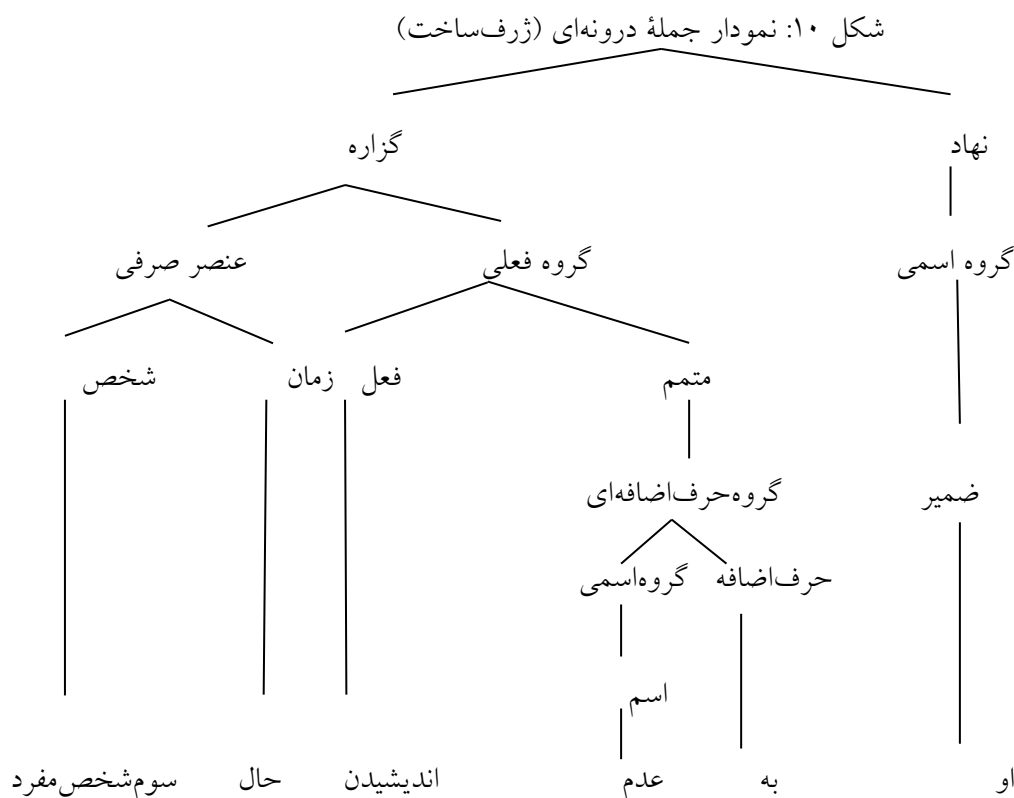 شکل ۱۰: نمودار جملۀ درونه‌ای (ژرف‌ساخت)
نهاد گزاره
گروه اسمی گروه فعلی عنصر صرفی
متمم فعل زمان شخص
ضمیر گروه‌حرف‌اضافه‌ای
حرف‌اضافه گروه‌اسمی
اسم
او به عدم اندیشیدن حال سوم‌شخص‌مفرد